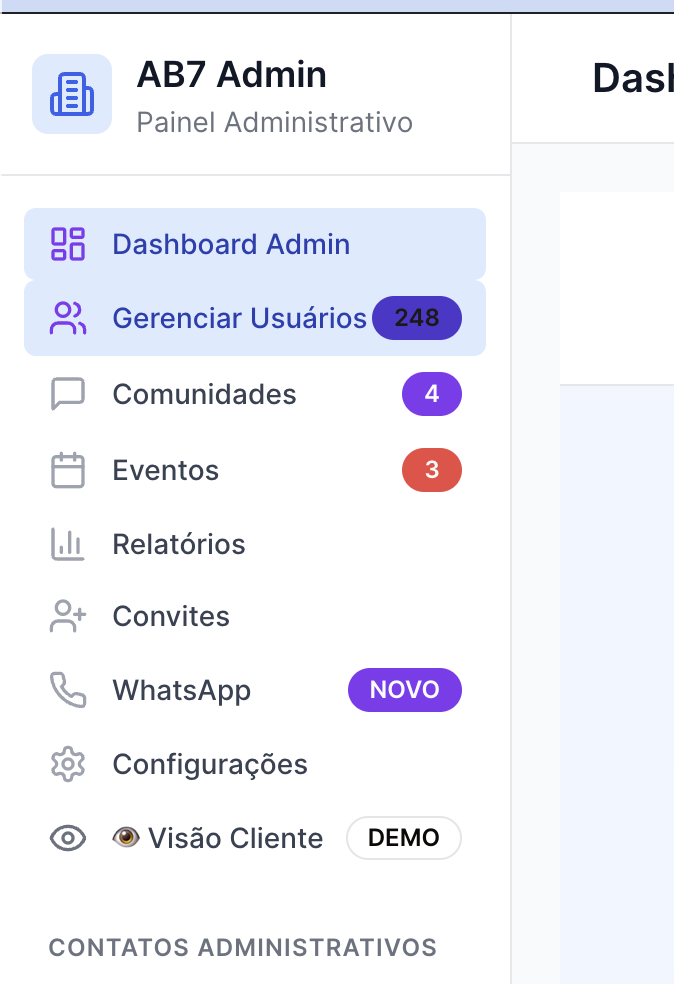 AB7 Admin
Painel Administrativo
Dash
Dashboard Admin
Gerenciar Usuários 248
Comunidades 4
Eventos 3
Relatórios
Convites
WhatsApp NOVO
Configurações
👁️ Visão Cliente DEMO
CONTATOS ADMINISTRATIVOS